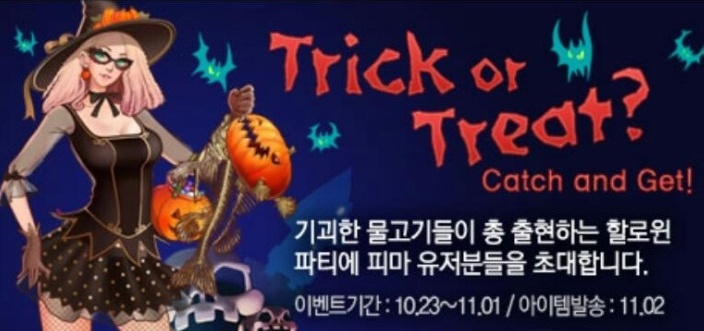 Trick or
Treat?
Catch and Get!
기괴한 물고기들이 총 출현하는 할로윈
파티에 피마 유저분들을 초대합니다.
이벤트기간 : 10.23~11.01 / 아이템발송 : 11.02